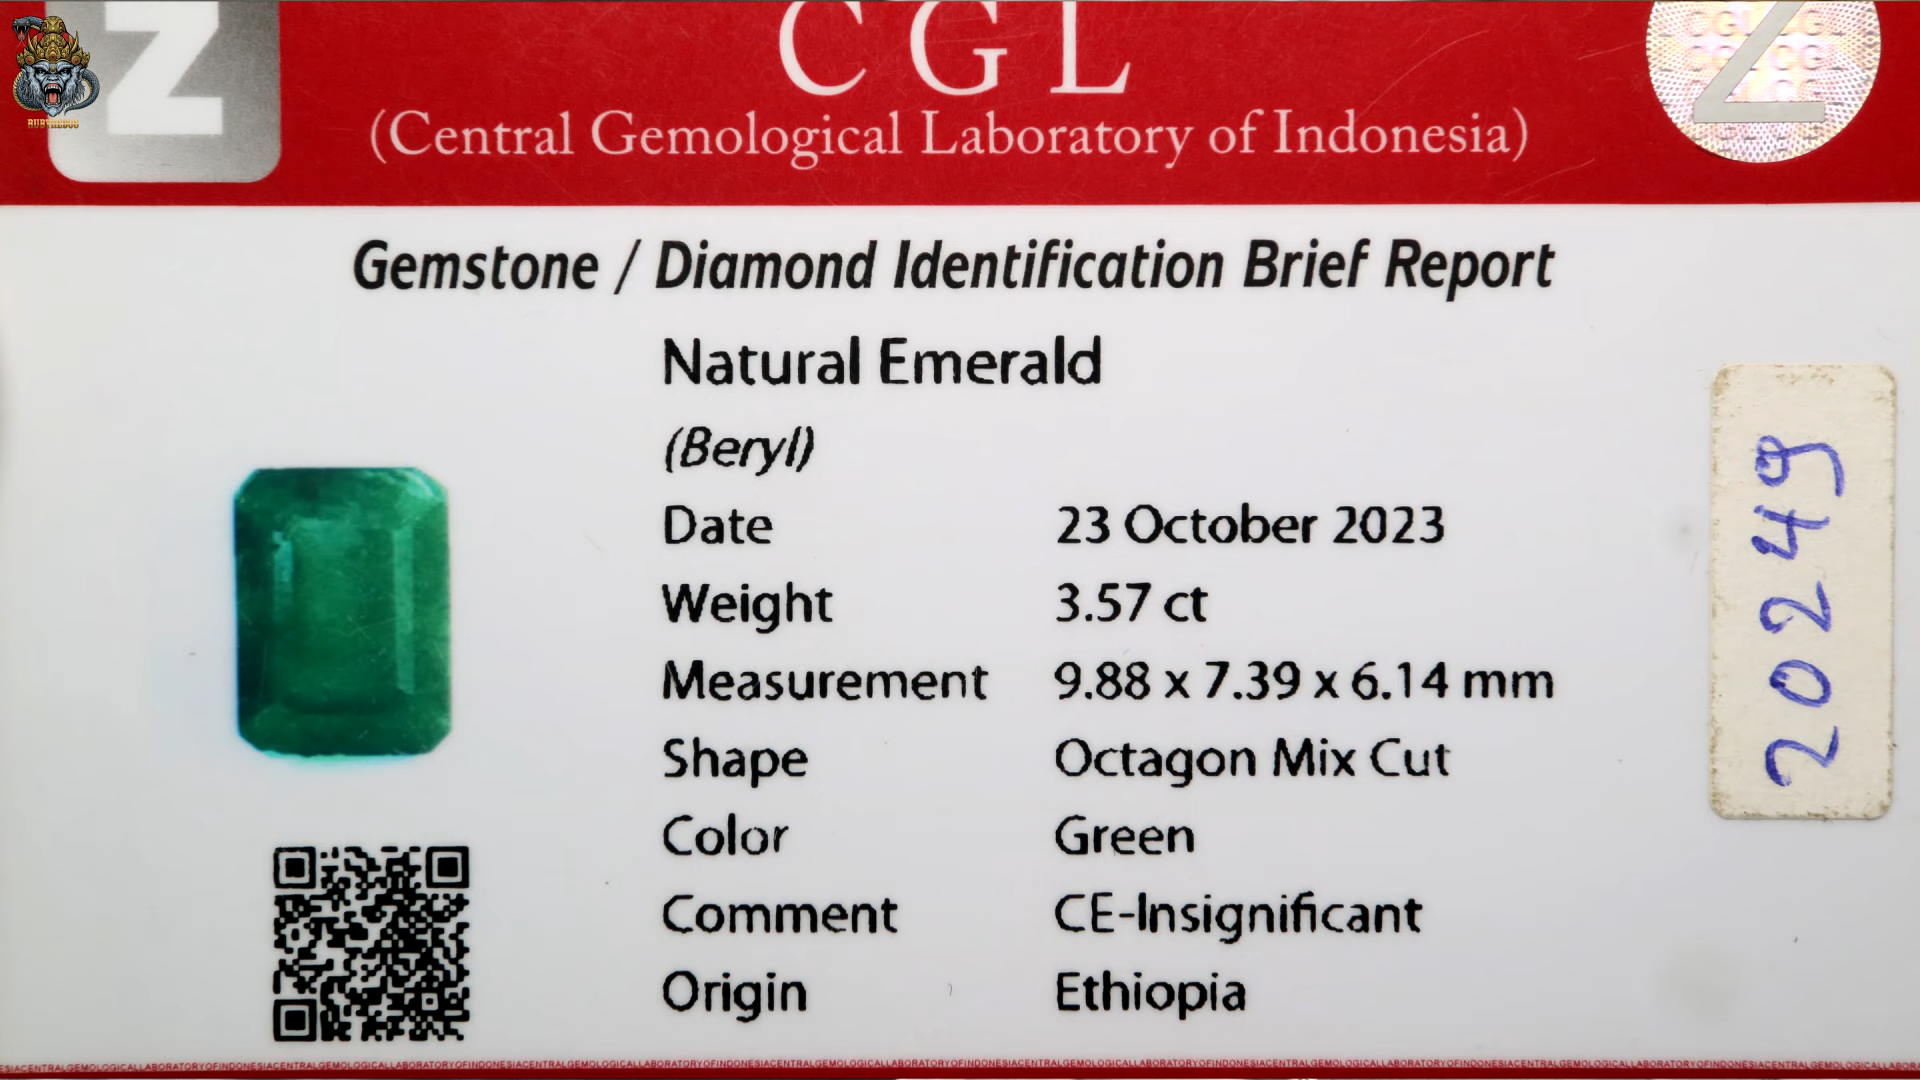 Z
CGL
(Central Gemological Laboratory of Indonesia)
Z
RUBYREDUS
Gemstone / Diamond Identification Brief Report
Natural Emerald
(Beryl)
Date 23 October 2023
Weight 3.57 ct
Measurement 9.88 x 7.39 x 6.14 mm
Shape Octagon Mix Cut
Color Green
Comment CE-Insignificant
Origin Ethiopia
20249